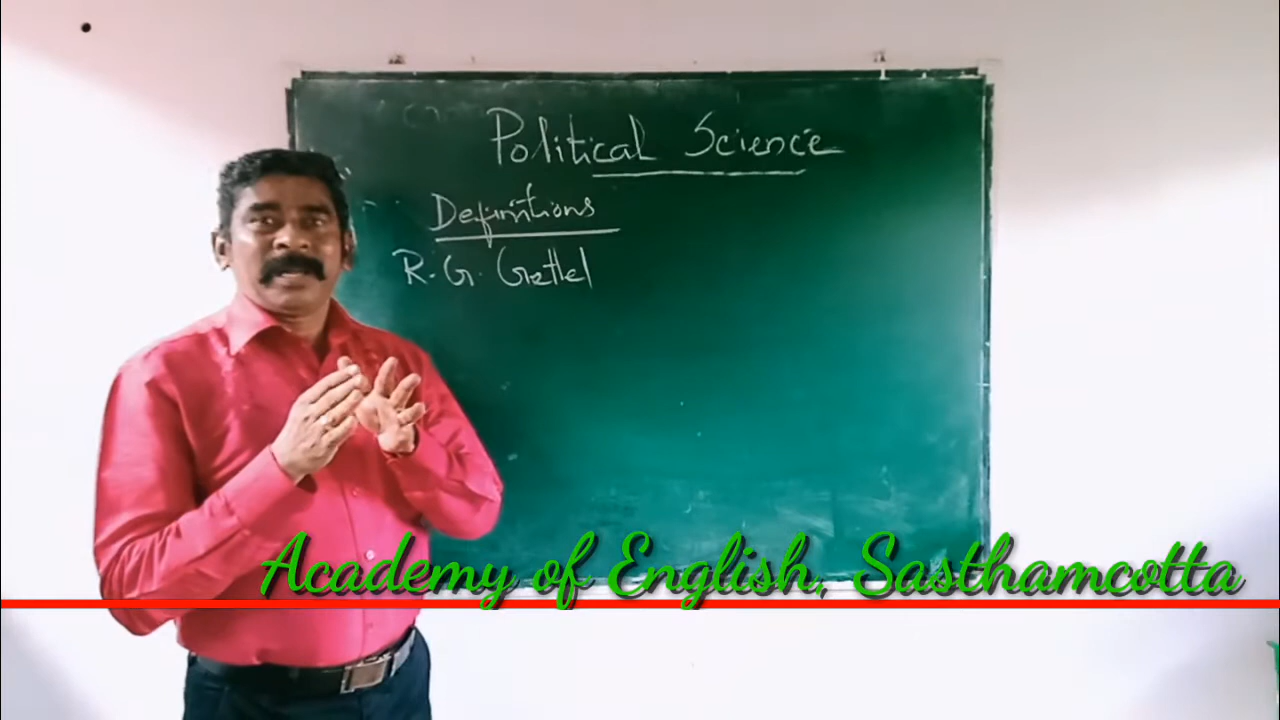 Political Science
Definitions
R. G. Gettel
Academy of English, Sasthamcotta